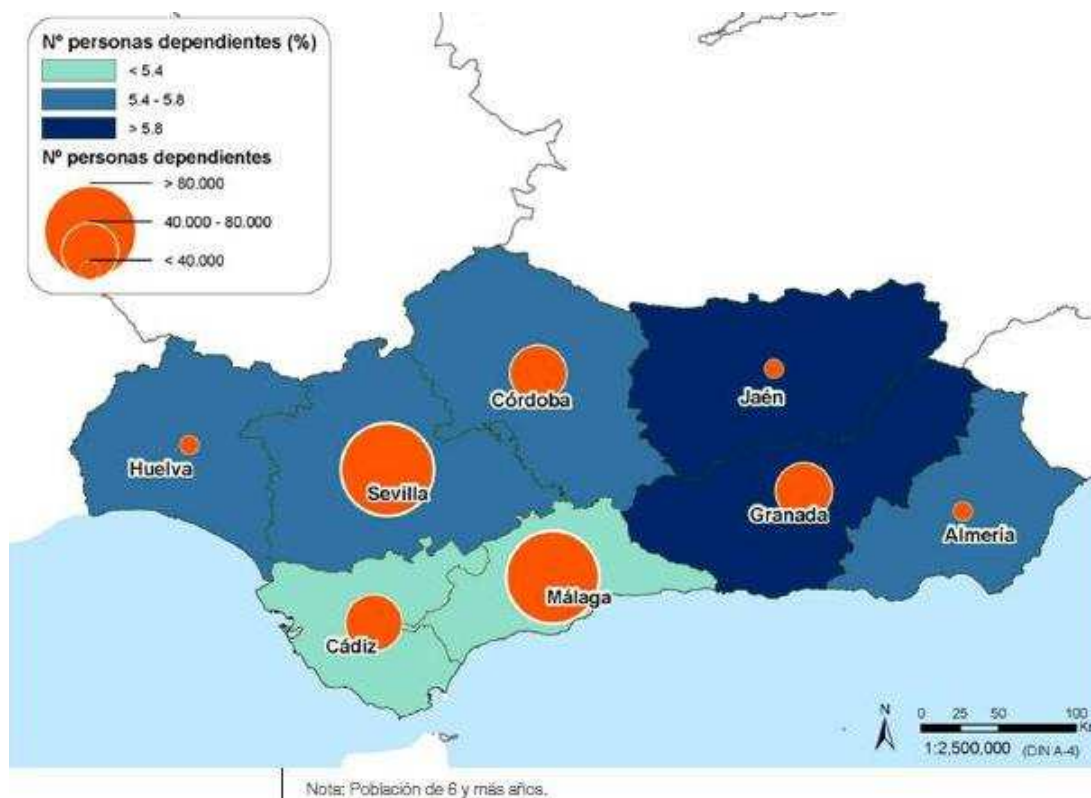 Nº personas dependientes (%)
< 5.4
5.4 - 5.8
> 5.8
Nº personas dependientes
> 80.000
40.000 - 80.000
< 40.000
Córdoba
Jaén
Huelva
Sevilla
Granada
Almería
Málaga
Cádiz
N
0 25 50 100
Km
1:2,500,000 (DIN A-4)
Nota: Población de 6 y más años.